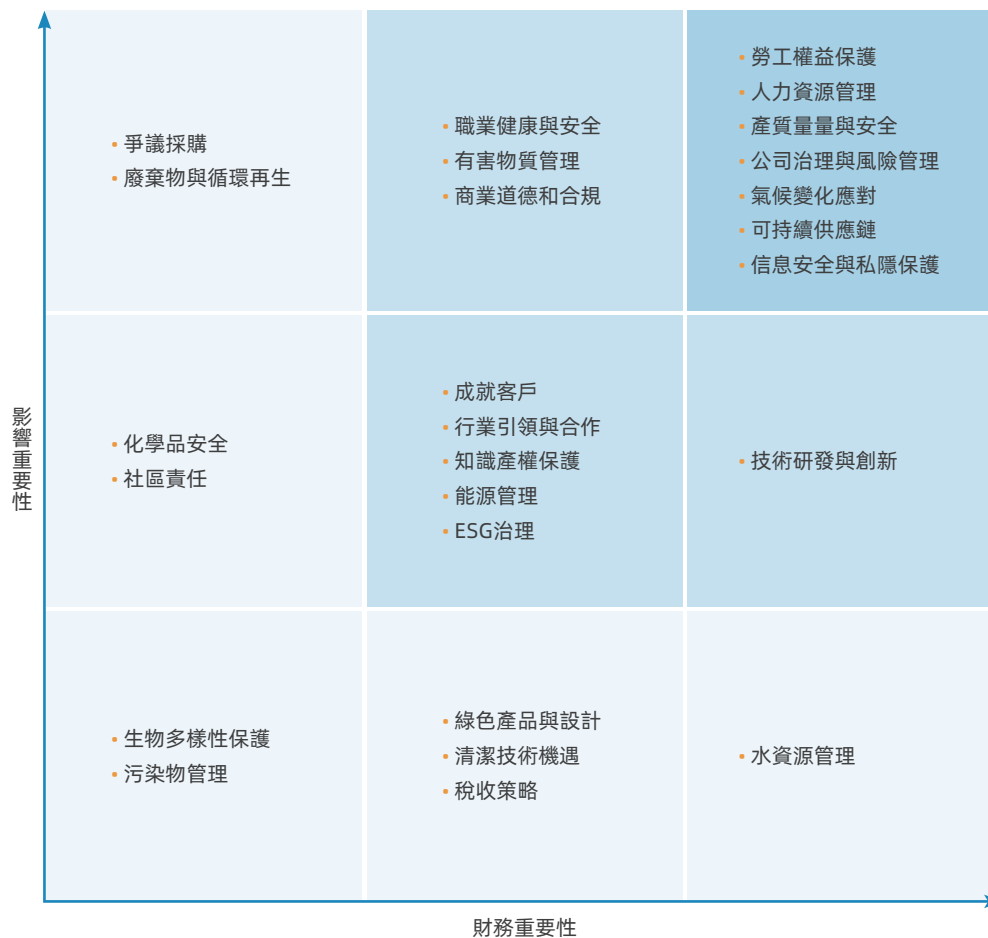 • 爭議採購
• 廢棄物與循環再生
• 職業健康與安全
• 有害物質管理
• 商業道德和合規
• 勞工權益保護
• 人力資源管理
• 產質量量與安全
• 公司治理與風險管理
• 氣候變化應對
• 可持續供應鏈
• 信息安全與私隱保護
影響重要性
• 化學品安全
• 社區責任
• 成就客戶
• 行業引領與合作
• 知識產權保護
• 能源管理
• ESG治理
• 技術研發與創新
• 生物多樣性保護
• 污染物管理
• 綠色產品與設計
• 清潔技術機遇
• 稅收策略
• 水資源管理
財務重要性